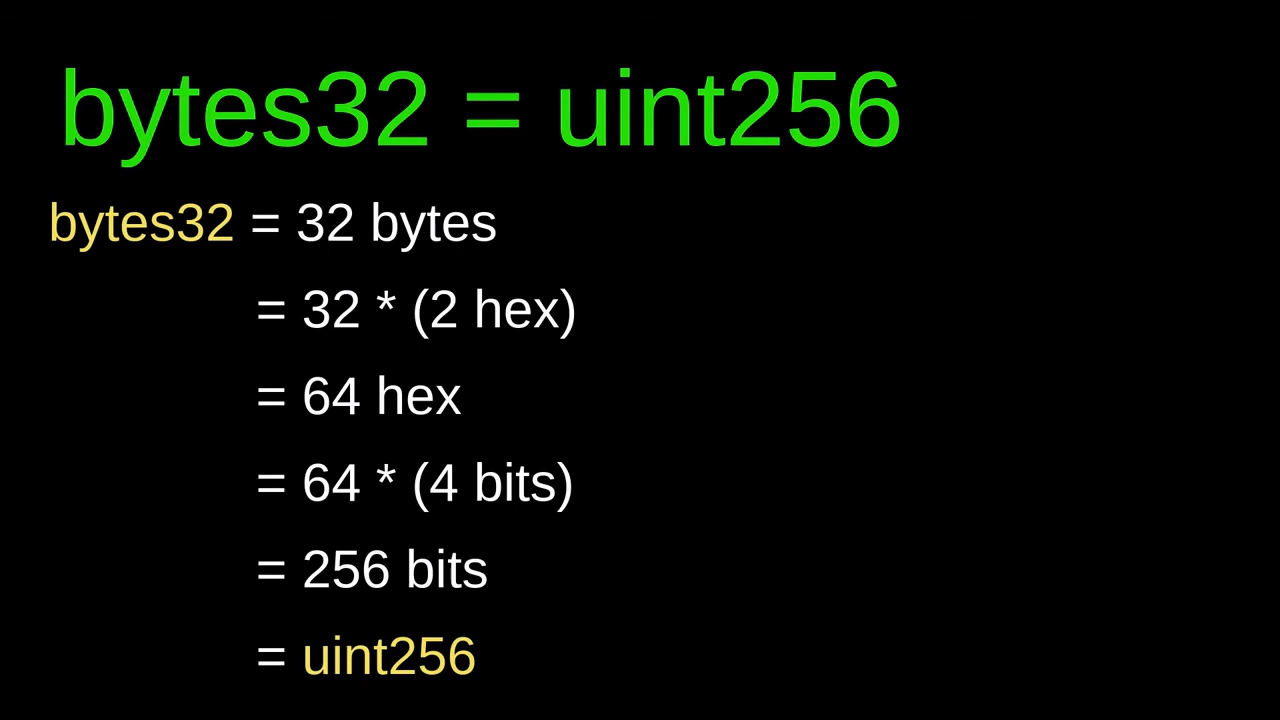 bytes32 = uint256
bytes32 = 32 bytes
= 32 * (2 hex)
= 64 hex
= 64 * (4 bits)
= 256 bits
= uint256